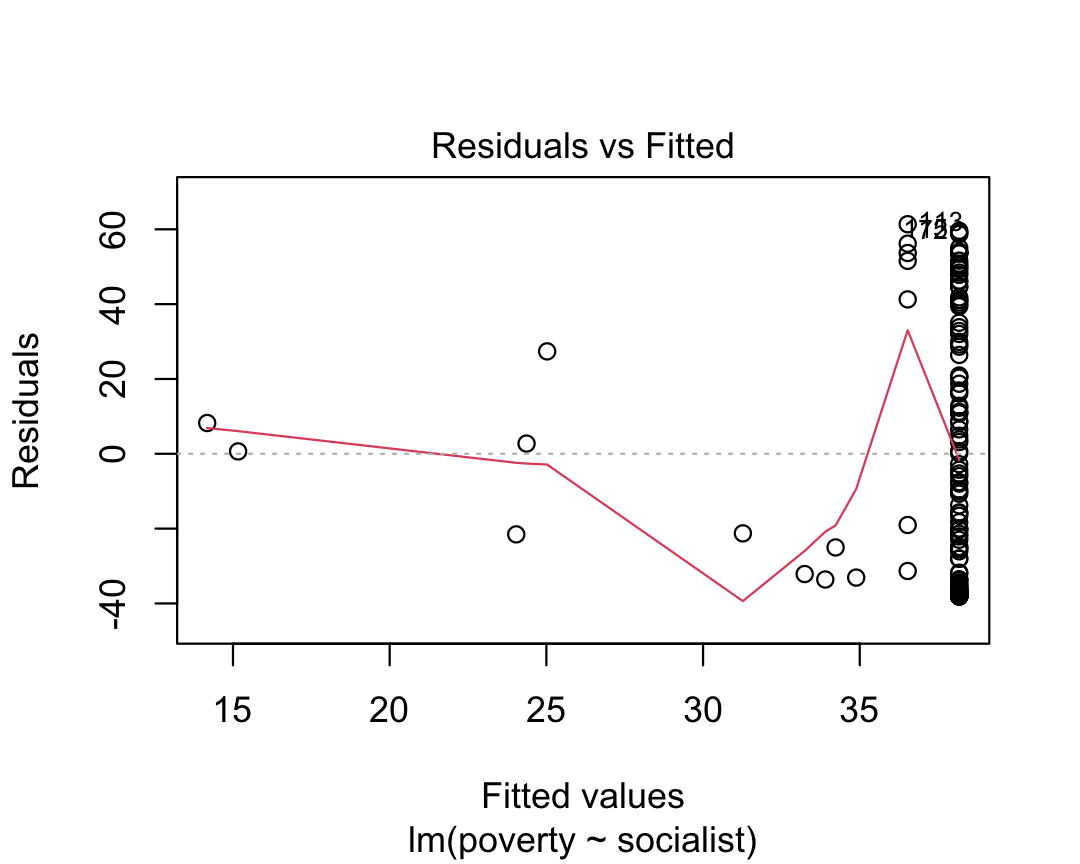 Residuals vs Fitted
Residuals
60
40
20
0
-40
113
15
20
25
30
35
Fitted values
lm(poverty ~ socialist)